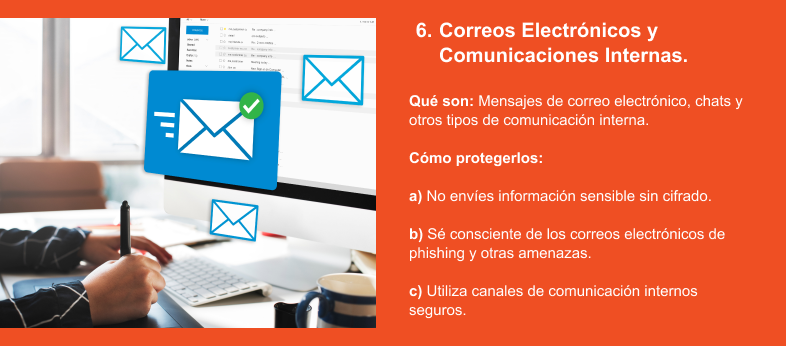 6. Correos Electrónicos y
Comunicaciones Internas.
Qué son: Mensajes de correo electrónico, chats y
otros tipos de comunicación interna.
Cómo protegerlos:
a) No envíes información sensible sin cifrado.
b) Sé consciente de los correos electrónicos de
phishing y otras amenazas.
c) Utiliza canales de comunicación internos
seguros.